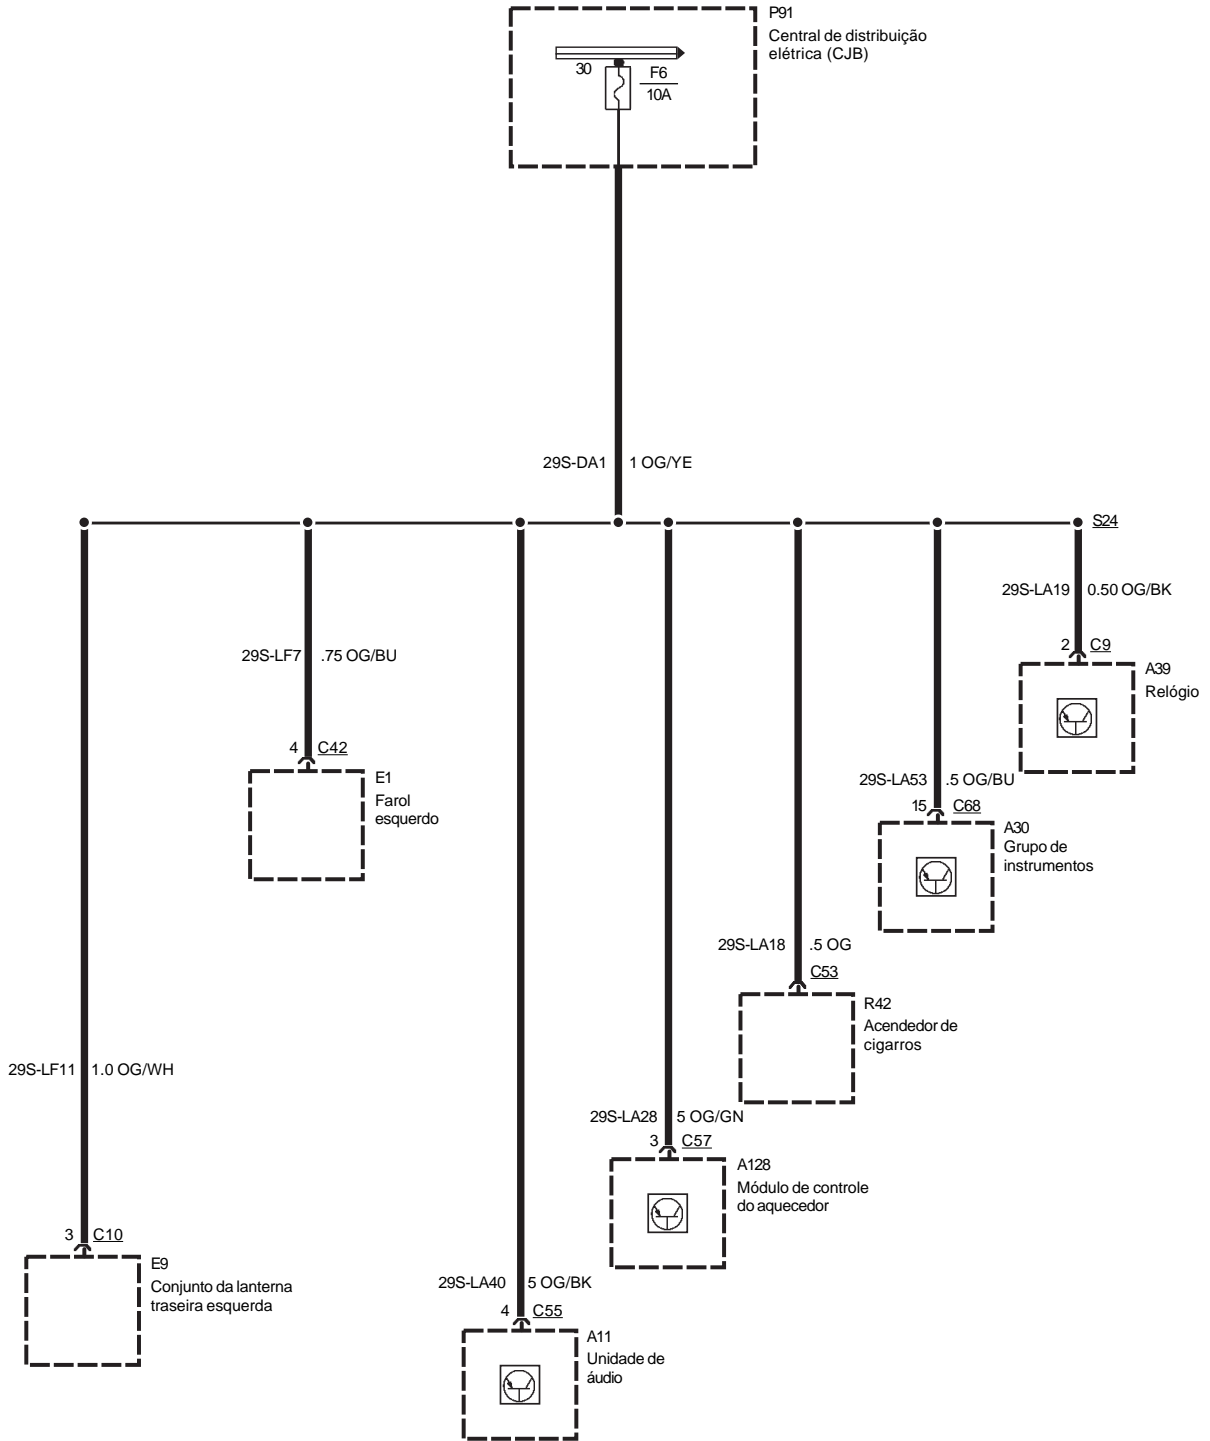 P91
Central de distribuição
elétrica (CJB)
30
F6
10A
29S-DA1
1 OG/YE
S24
29S-LA19
0.50 OG/BK
2
C9
A39
Relógio
29S-LF7
.75 OG/BU
4
C42
E1
Farol
esquerdo
29S-LA53
.5 OG/BU
15
C68
A30
Grupo de
instrumentos
29S-LA18
.5 OG
C53
R42
Acendedor de
cigarros
29S-LF11
1.0 OG/WH
29S-LA28
5 OG/GN
3
C57
A128
Módulo de controle
do aquecedor
3
C10
E9
Conjunto da lanterna
traseira esquerda
29S-LA40
5 OG/BK
4
C55
A11
Unidade de
áudio